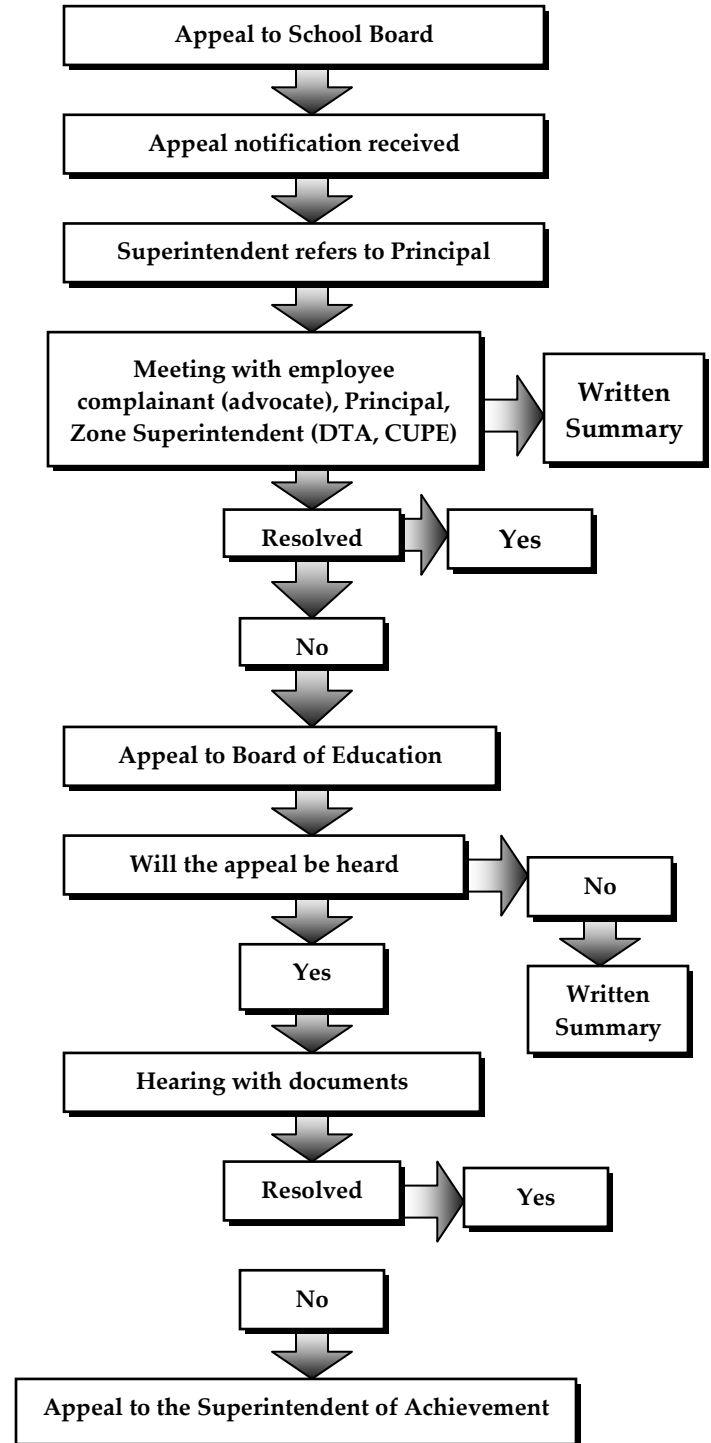 Appeal to School Board
Appeal notification received
Superintendent refers to Principal
Meeting with employee
complainant (advocate), Principal,
Zone Superintendent (DTA, CUPE)
Written
Summary
Resolved
Yes
No
Appeal to Board of Education
Will the appeal be heard
No
Yes
Written
Summary
Hearing with documents
Resolved
Yes
No
Appeal to the Superintendent of Achievement